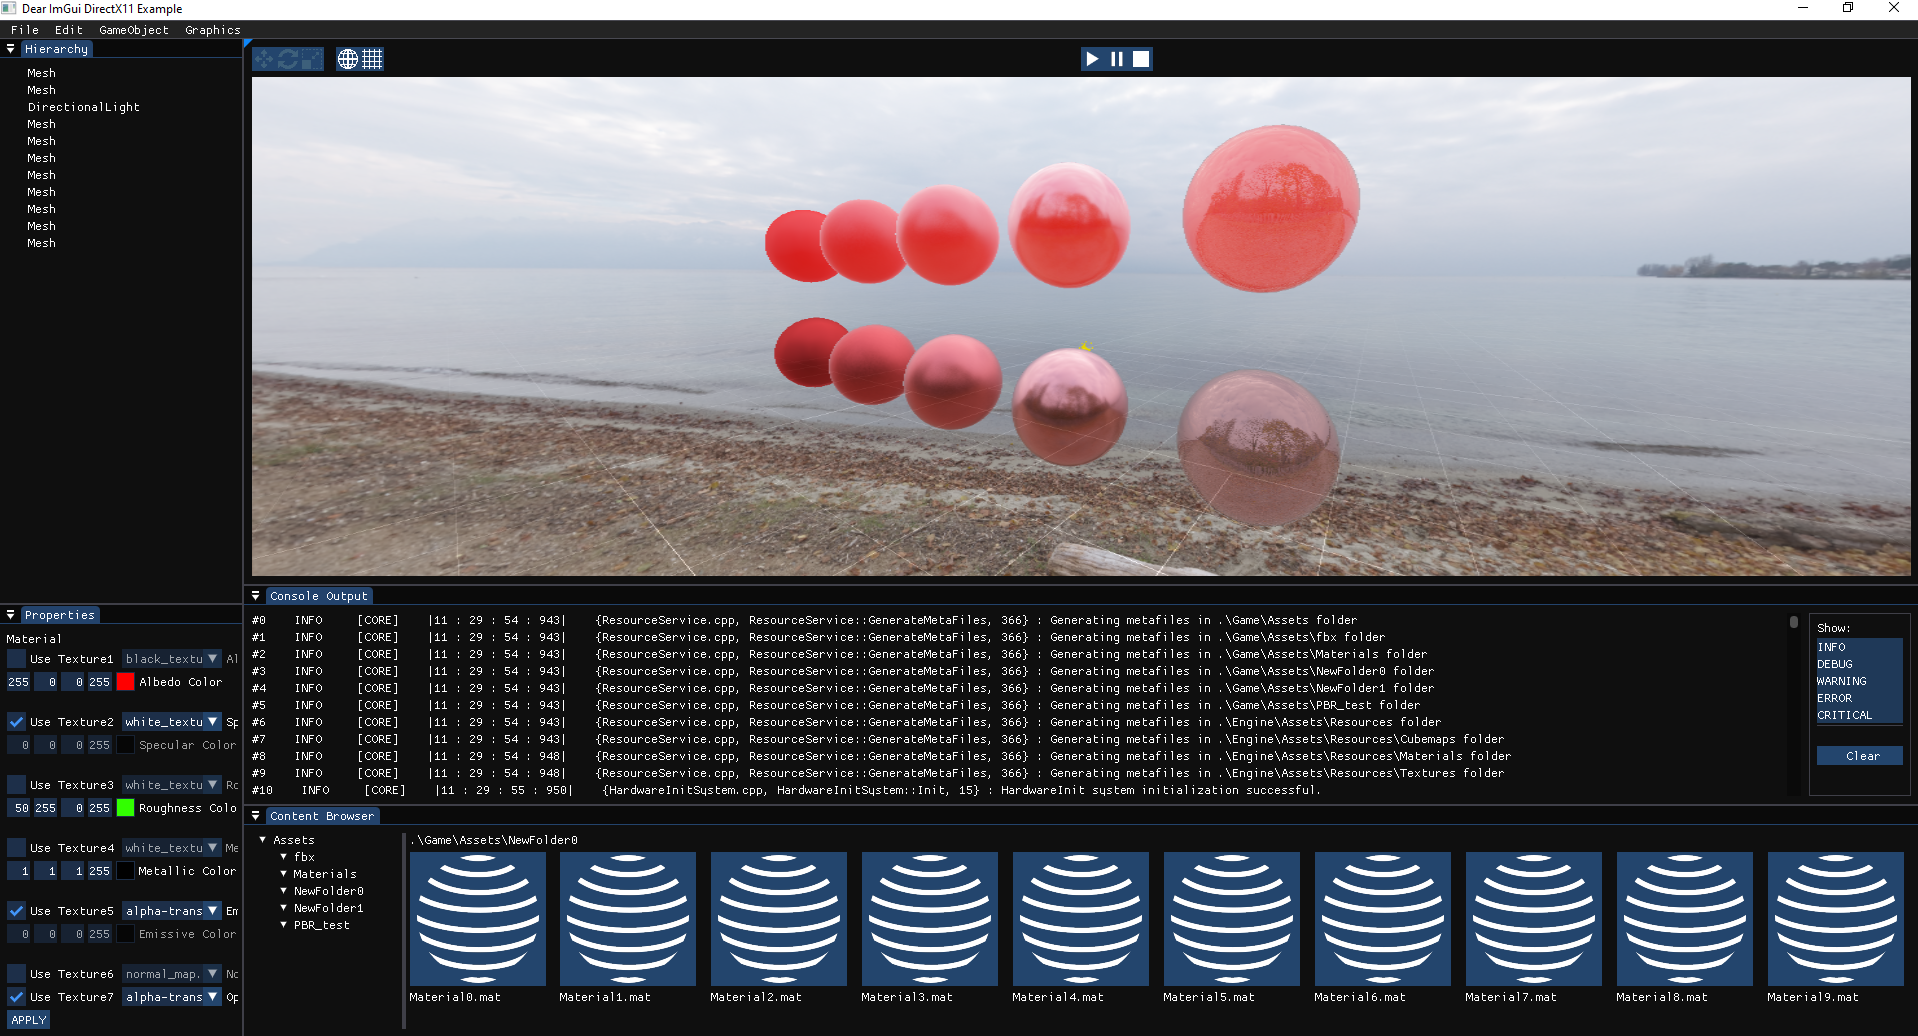 Dear ImGui DirectX11 Example
File Edit GameObject Graphics
Hierarchy
Mesh
Mesh
DirectionalLight
Mesh
Mesh
Mesh
Mesh
Mesh
Mesh
Mesh
Mesh
Properties
Material
Use Texture1 black_textu Al
255 0 0 255 Albedo Color
Use Texture2 white_textu Sp
0 0 0 255 Specular Color
Use Texture3 white_textu Ro
50 255 0 255 Roughness Colo
Use Texture4 white_textu Me
1 1 1 255 Metallic Color
Use Texture5 alpha-trans Em
0 0 0 255 Emissive Color
Use Texture6 normal_map. No
Use Texture7 alpha-trans Op
APPLY
Console Output
#0 INFO [CORE] |11 : 29 : 54 : 943| {ResourceService.cpp, ResourceService::GenerateMetaFiles, 366} : Generating metafiles in .\Game\Assets folder
#1 INFO [CORE] |11 : 29 : 54 : 943| {ResourceService.cpp, ResourceService::GenerateMetaFiles, 366} : Generating metafiles in .\Game\Assets\fbx folder
#2 INFO [CORE] |11 : 29 : 54 : 943| {ResourceService.cpp, ResourceService::GenerateMetaFiles, 366} : Generating metafiles in .\Game\Assets\Materials folder
#3 INFO [CORE] |11 : 29 : 54 : 943| {ResourceService.cpp, ResourceService::GenerateMetaFiles, 366} : Generating metafiles in .\Game\Assets\NewFolder0 folder
#4 INFO [CORE] |11 : 29 : 54 : 943| {ResourceService.cpp, ResourceService::GenerateMetaFiles, 366} : Generating metafiles in .\Game\Assets\NewFolder1 folder
#5 INFO [CORE] |11 : 29 : 54 : 943| {ResourceService.cpp, ResourceService::GenerateMetaFiles, 366} : Generating metafiles in .\Game\Assets\PBR_test folder
#6 INFO [CORE] |11 : 29 : 54 : 943| {ResourceService.cpp, ResourceService::GenerateMetaFiles, 366} : Generating metafiles in .\Engine\Assets\Resources folder
#7 INFO [CORE] |11 : 29 : 54 : 943| {ResourceService.cpp, ResourceService::GenerateMetaFiles, 366} : Generating metafiles in .\Engine\Assets\Resources\Cubemaps folder
#8 INFO [CORE] |11 : 29 : 54 : 948| {ResourceService.cpp, ResourceService::GenerateMetaFiles, 366} : Generating metafiles in .\Engine\Assets\Resources\Materials folder
#9 INFO [CORE] |11 : 29 : 54 : 948| {ResourceService.cpp, ResourceService::GenerateMetaFiles, 366} : Generating metafiles in .\Engine\Assets\Resources\Textures folder
#10 INFO [CORE] |11 : 29 : 55 : 950| {HardwareInitSystem.cpp, HardwareInitSystem::Init, 15} : HardwareInit system initialization successful.
Show:
INFO
DEBUG
WARNING
ERROR
CRITICAL
Clear
Content Browser
Assets
fbx
Materials
NewFolder0
NewFolder1
PBR_test
.\Game\Assets\NewFolder0
Material0.mat Material1.mat Material2.mat Material3.mat Material4.mat Material5.mat Material6.mat Material7.mat Material8.mat Material9.mat